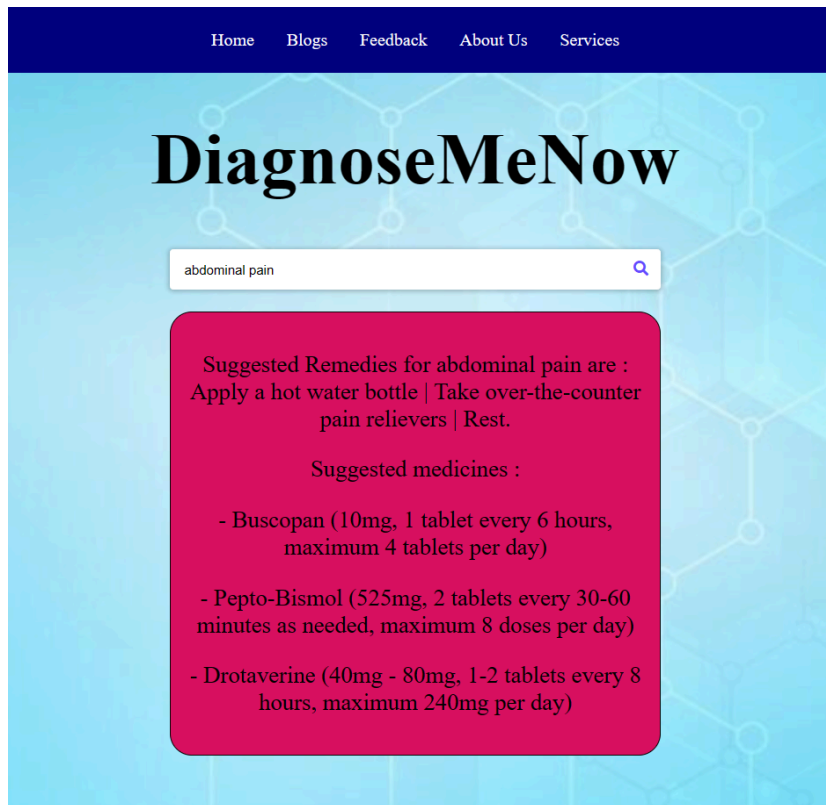 Home Blogs Feedback About Us Services
DiagnoseMeNow
abdominal pain
Suggested Remedies for abdominal pain are :
Apply a hot water bottle | Take over-the-counter
pain relievers | Rest.
Suggested medicines :
- Buscopan (10mg, 1 tablet every 6 hours,
maximum 4 tablets per day)
- Pepto-Bismol (525mg, 2 tablets every 30-60
minutes as needed, maximum 8 doses per day)
- Drotaverine (40mg - 80mg, 1-2 tablets every 8
hours, maximum 240mg per day)